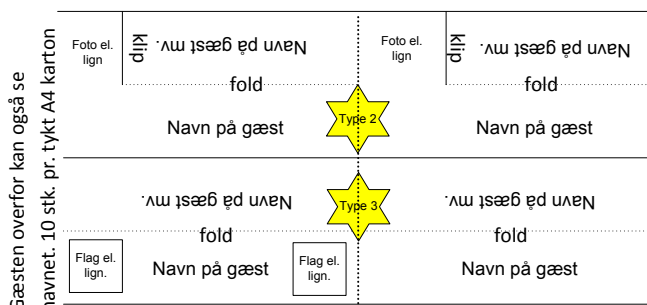 Gæsten overfor kan også se
navnet. 10 stk. pr. tykt A4 karton
Foto el.
lign
klip
Navn på gæst mv.
Foto el.
lign
klip
Navn på gæst mv.
fold
fold
Navn på gæst
Type 2
Navn på gæst
Navn på gæst mv.
Type 3
Navn på gæst mv.
fold
fold
Flag el.
lign.
Navn på gæst
Flag el.
lign.
Navn på gæst